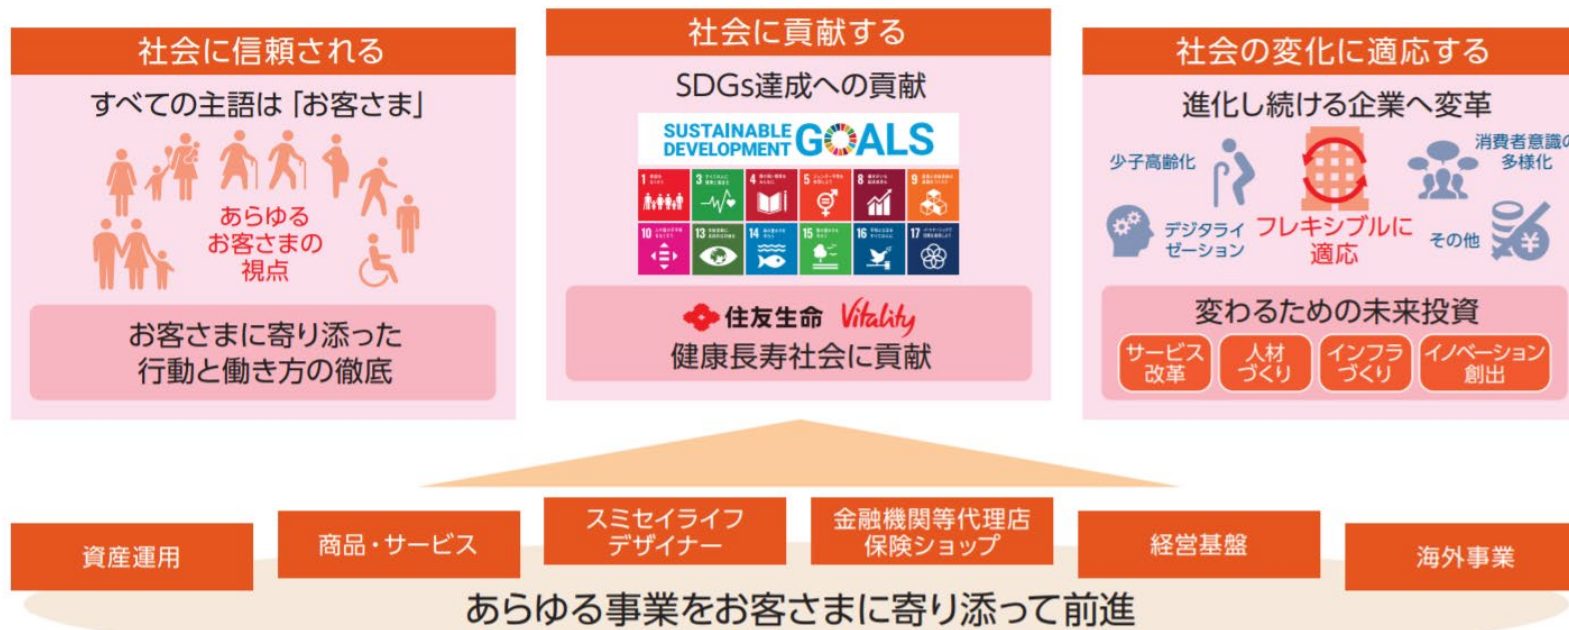 社会に信頼される
すべての主語は「お客さま」
あらゆる
お客さまの
視点
お客さまに寄り添った
行動と働き方の徹底
社会に貢献する
SDGs達成への貢献
SUSTAINABLE
DEVELOPMENT
GOALS
1
3
4
5
8
9
10
13
14
15
16
17
住友生命 Vitality
健康長寿社会に貢献
社会の変化に適応する
進化し続ける企業へ変革
少子高齢化
消費者意識の
多様化
デジタライ
ゼーション
フレキシブルに
適応
その他
変わるための未来投資
サービス
改革
人材
づくり
インフラ
づくり
イノベーション
創出
資産運用
商品・サービス
スミセイライフ
デザイナー
金融機関等代理店
保険ショップ
経営基盤
海外事業
あらゆる事業をお客さまに寄り添って前進